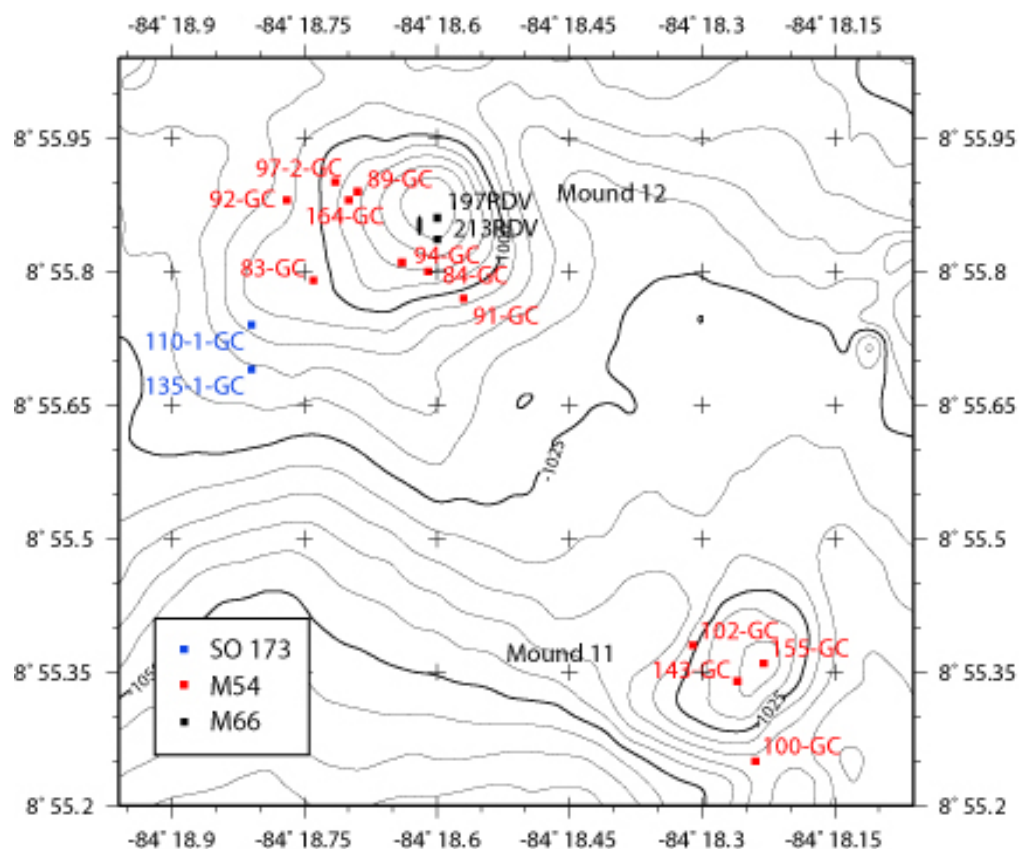 -84° 18.9 -84° 18.75 -84° 18.6 -84° 18.45 -84° 18.3 -84° 18.15
8° 55.95 8° 55.95
97-2-GC 89-GC
92-GC 197RDV Mound 12
164-GC 213RDV
100
94-GC
83-GC 84-GC
8° 55.8 8° 55.8
91-GC
110-1-GC
135-1-GC
8° 55.65 8° 55.65
-1025
8° 55.5 8° 55.5
102-GC
SO 173 Mound 11 155-GC
143-GC
8° 55.35 8° 55.35
-105
M54
-1025
M66
100-GC
8° 55.2 8° 55.2
-84° 18.9 -84° 18.75 -84° 18.6 -84° 18.45 -84° 18.3 -84° 18.15